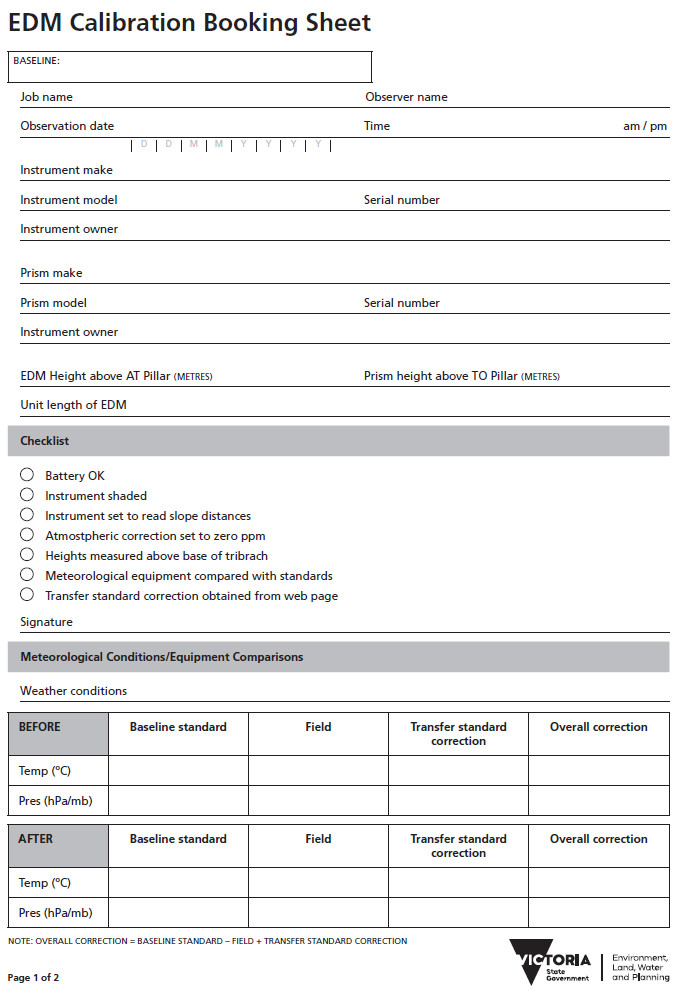 EDM Calibration Booking Sheet
BASELINE:
Job name Observer name
Observation date Time am / pm
D D M M Y Y Y Y
Instrument make
Instrument model Serial number
Instrument owner
Prism make
Prism model Serial number
Instrument owner
EDM Height above AT Pillar (METRES) Prism height above TO Pillar (METRES)
Unit length of EDM
Checklist
Battery OK
Instrument shaded
Instrument set to read slope distances
Atmostpheric correction set to zero ppm
Heights measured above base of tribrach
Meteorological equipment compared with standards
Transfer standard correction obtained from web page
Signature
Meteorological Conditions/Equipment Comparisons
Weather conditions
BEFORE Baseline standard Field Transfer standard correction Overall correction
Temp (°C)
Pres (hPa/mb)
AFTER Baseline standard Field Transfer standard correction Overall correction
Temp (°C)
Pres (hPa/mb)
NOTE: OVERALL CORRECTION = BASELINE STANDARD – FIELD + TRANSFER STANDARD CORRECTION
Page 1 of 2
VICTORIA
State
Government
Environment,
Land, Water
and Planning